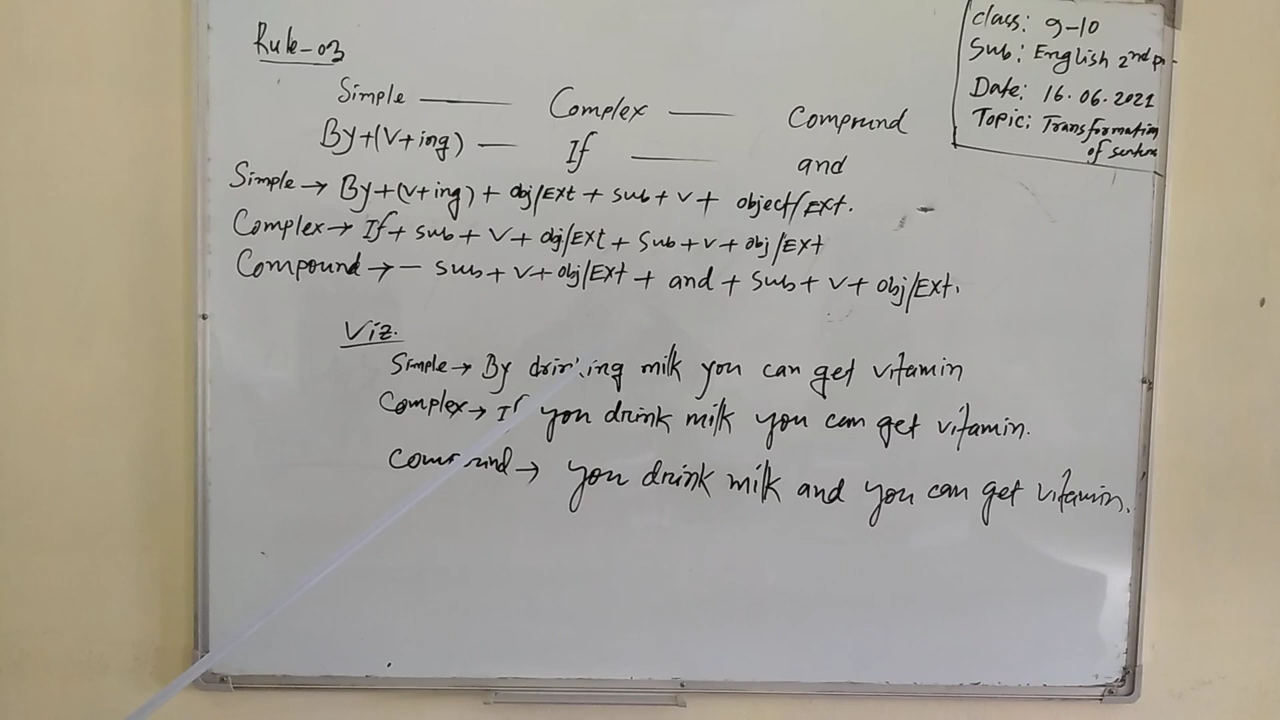 Rule-03
Simple —— Complex —— Compound
By+(V+ing) — If —— and
Simple → By+(V+ing) + obj/Ext + sub + V + object/Ext.
Complex → If + sub + V + obj/Ext + Sub + v + obj/Ext
Compound → - sub + V + obj/Ext + and + Sub + V + obj/Ext.
Viz.
Simple → By drinking milk you can get vitamin
Complex → If you drink milk you can get vitamin.
Compound → you drink milk and you can get vitamin.
class: 9-10
Sub: English 2nd
Date: 16.06.2021
Topic: Transformation
of